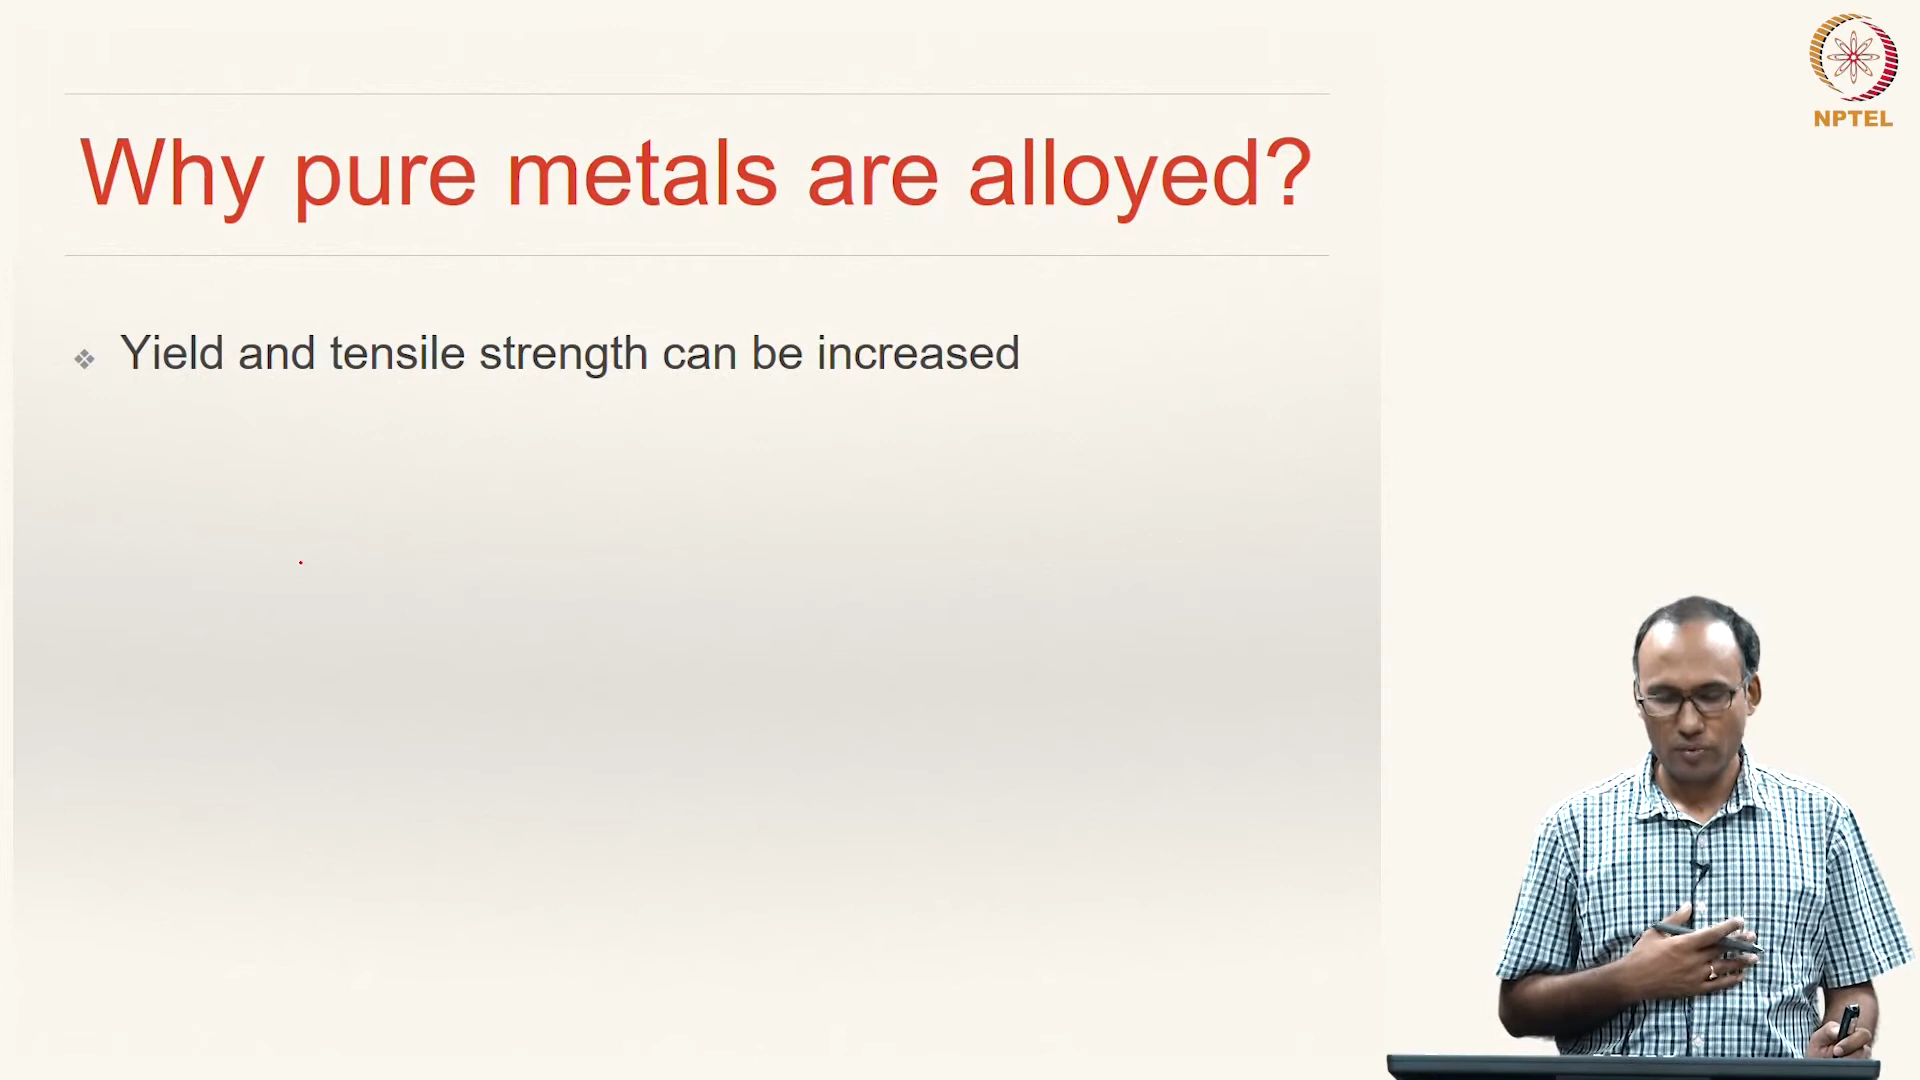 NPTEL
Why pure metals are alloyed?
Yield and tensile strength can be increased